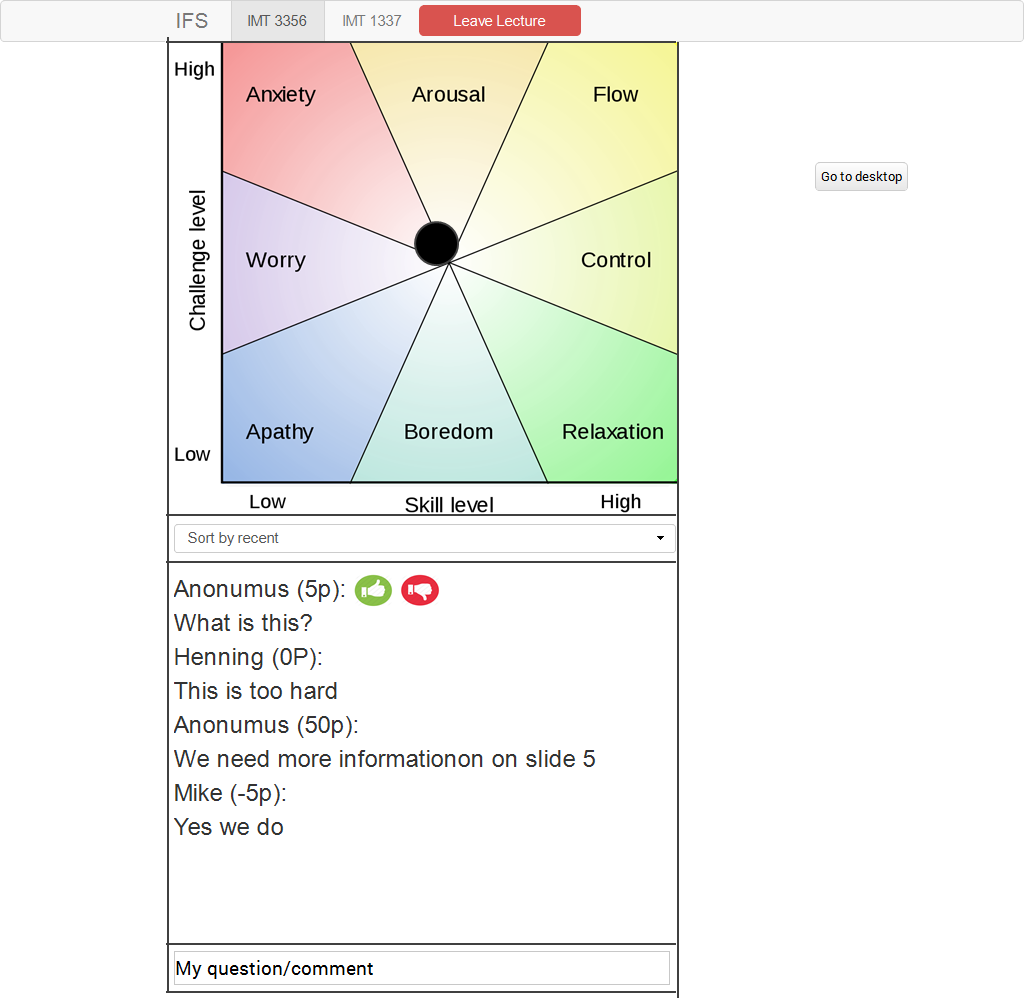 IFS IMT 3356 IMT 1337 Leave Lecture
High
Anxiety Arousal Flow
Go to desktop
Challenge level
Worry Control
Apathy Boredom Relaxation
Low
Low Skill level High
Sort by recent
Anonumus (5p):
What is this?
Henning (0P):
This is too hard
Anonumus (50p):
We need more informationon on slide 5
Mike (-5p):
Yes we do
My question/comment